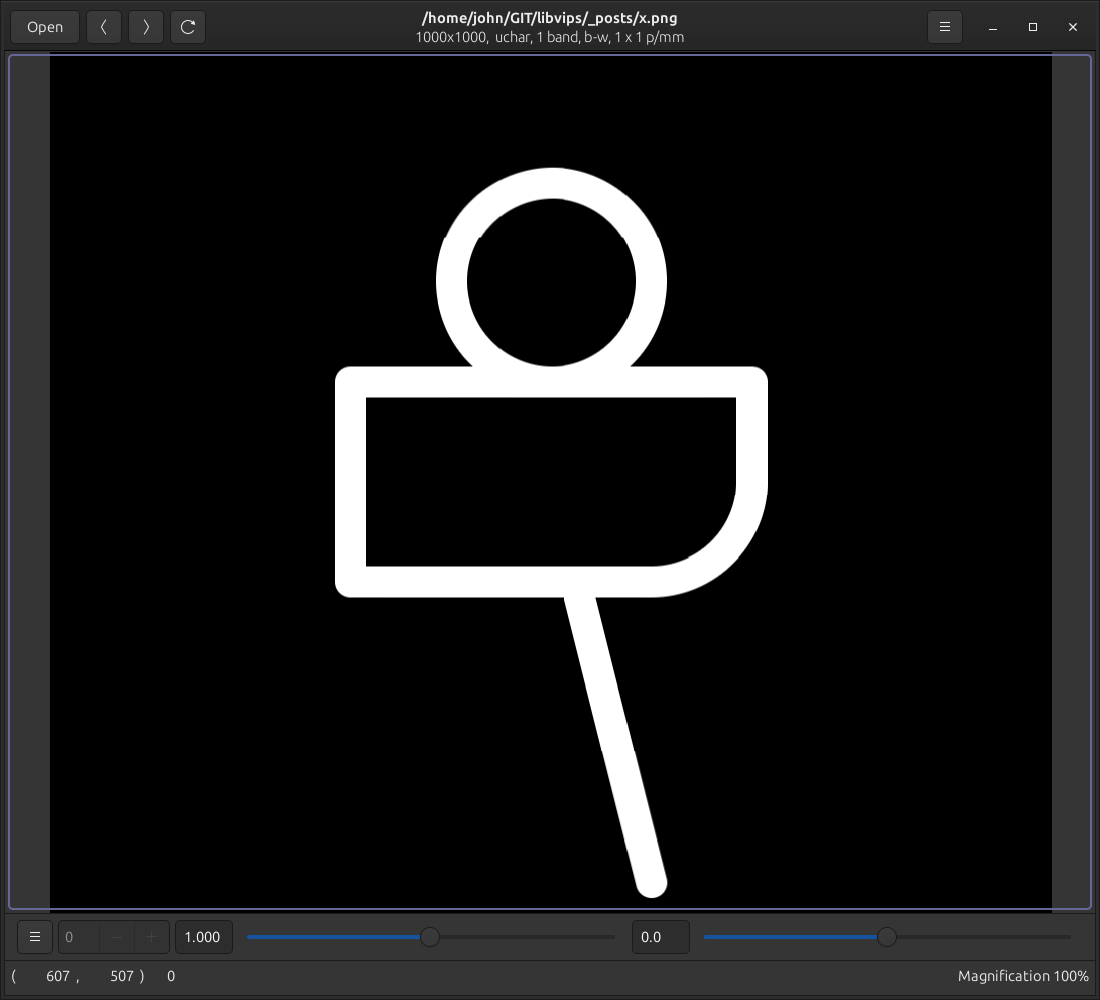 Open
/home/john/GIT/libvips/_posts/x.png
1000x1000, uchar, 1 band, b-w, 1 x 1 p/mm
0 1.000 0.0
( 607 , 507 ) 0 Magnification 100%